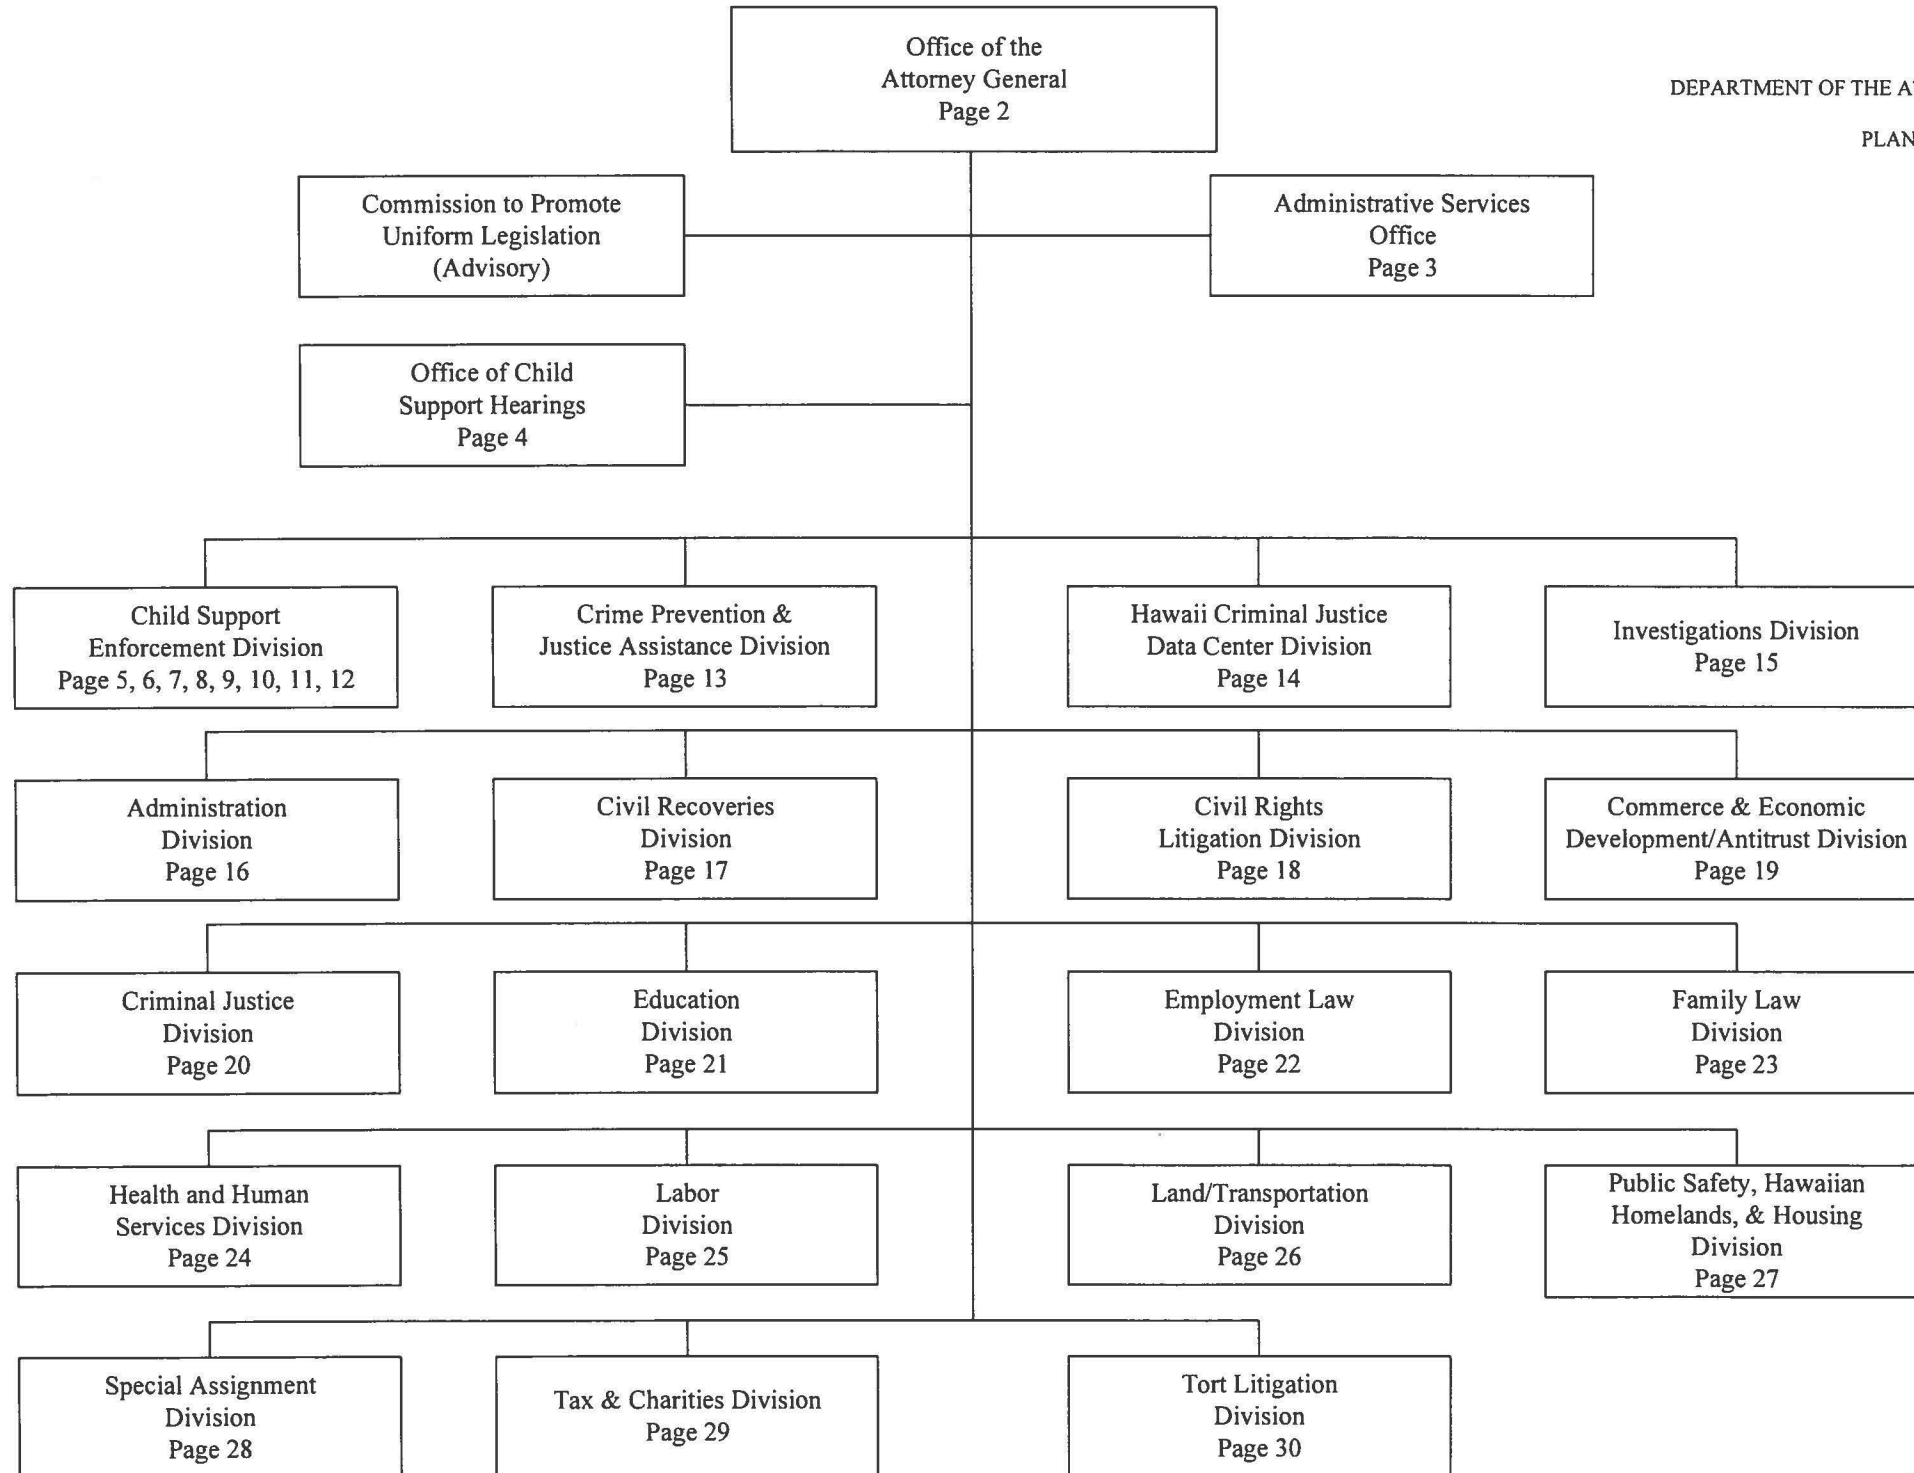 Office of the
Attorney General
Page 2
DEPARTMENT OF THE
PLAN
Commission to Promote
Uniform Legislation
(Advisory)
Administrative Services
Office
Page 3
Office of Child
Support Hearings
Page 4
Child Support
Enforcement Division
Page 5, 6, 7, 8, 9, 10, 11, 12
Crime Prevention &
Justice Assistance Division
Page 13
Hawaii Criminal Justice
Data Center Division
Page 14
Investigations Division
Page 15
Administration
Division
Page 16
Civil Recoveries
Division
Page 17
Civil Rights
Litigation Division
Page 18
Commerce & Economic
Development/Antitrust Division
Page 19
Criminal Justice
Division
Page 20
Education
Division
Page 21
Employment Law
Division
Page 22
Family Law
Division
Page 23
Health and Human
Services Division
Page 24
Labor
Division
Page 25
Land/Transportation
Division
Page 26
Public Safety, Hawaiian
Homelands, & Housing
Division
Page 27
Special Assignment
Division
Page 28
Tax & Charities Division
Page 29
Tort Litigation
Division
Page 30